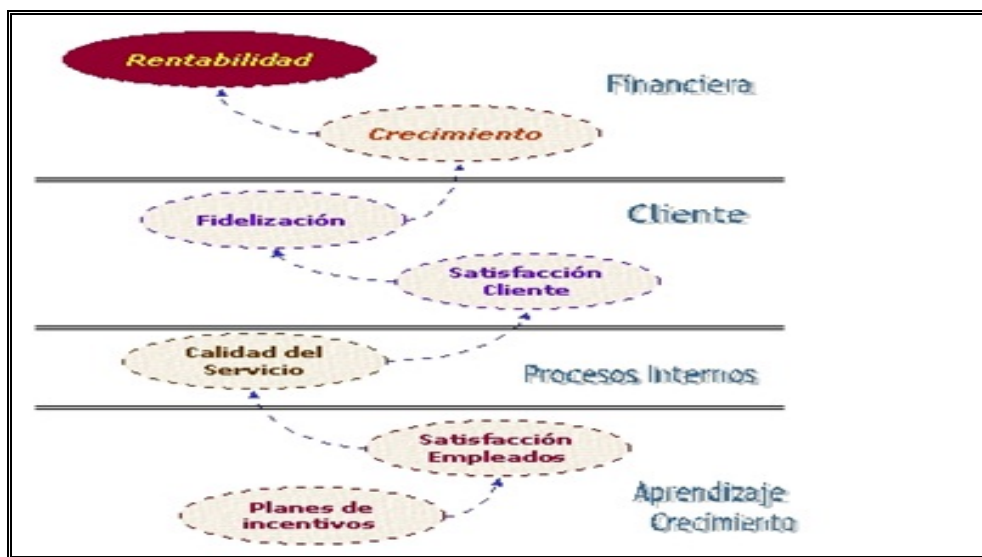 Rentabilidad
Financiera
Crecimiento
Fidelización
Cliente
Satisfacción
Cliente
Calidad del
Servicio
Procesos Internos
Satisfacción
Empleados
Planes de
incentivos
Aprendizaje
Crecimiento